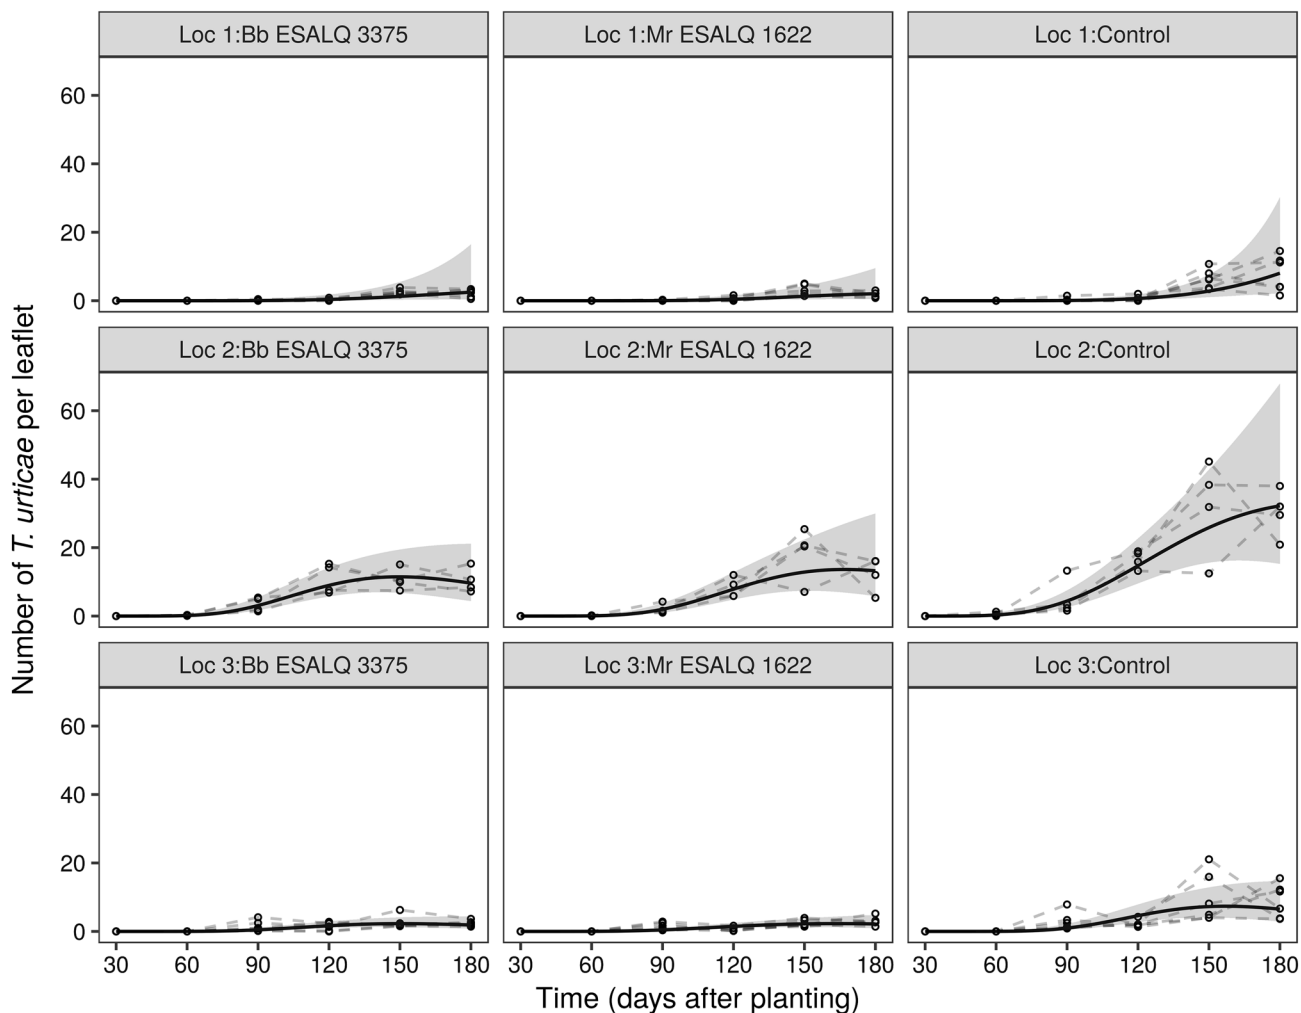 Loc 1:Bb ESALQ 3375
Loc 1:Mr ESALQ 1622
Loc 1:Control
60
40
20
0
Loc 2:Bb ESALQ 3375
Loc 2:Mr ESALQ 1622
Loc 2:Control
60
40
20
0
Loc 3:Bb ESALQ 3375
Loc 3:Mr ESALQ 1622
Loc 3:Control
60
40
20
0
30 60 90 120 150 180
30 60 90 120 150 180
30 60 90 120 150 180
Time (days after planting)
Number of T. urticae per leaflet